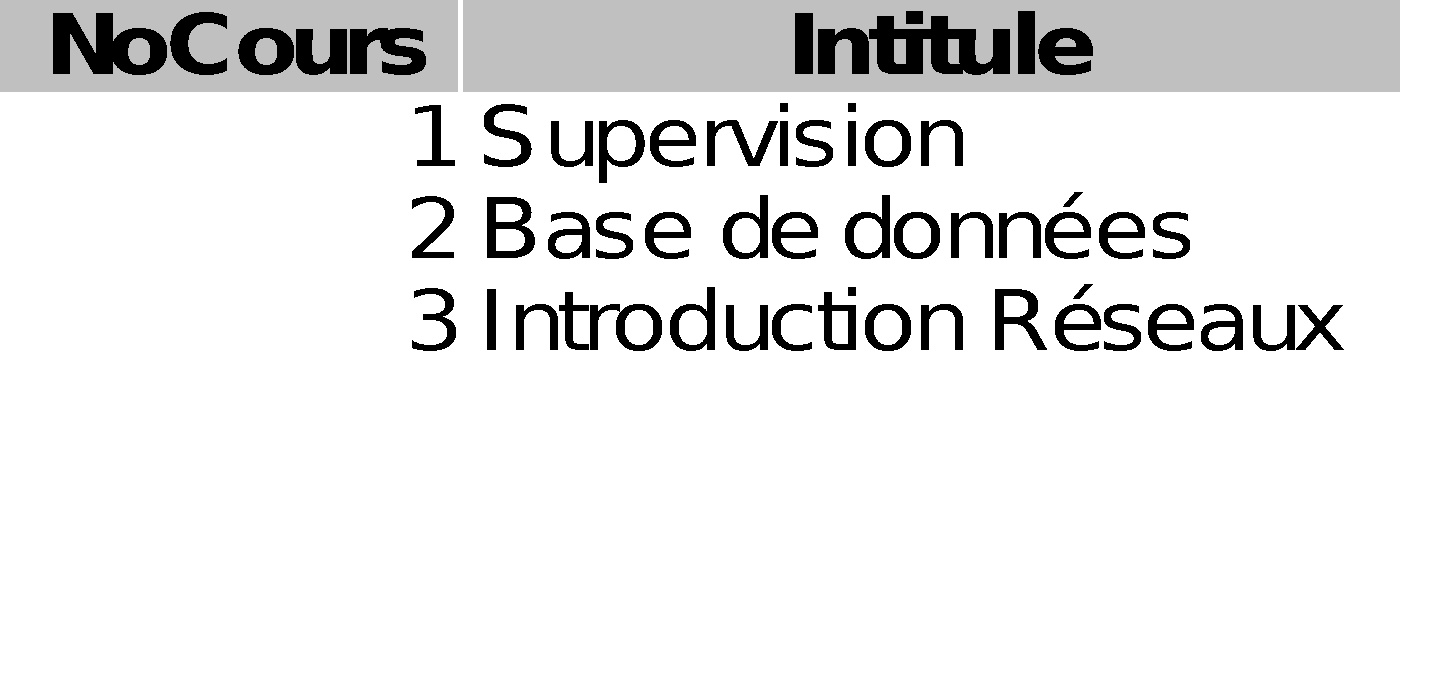 NoCours Intitule
1 Supervision
2 Base de données
3 Introduction Réseaux